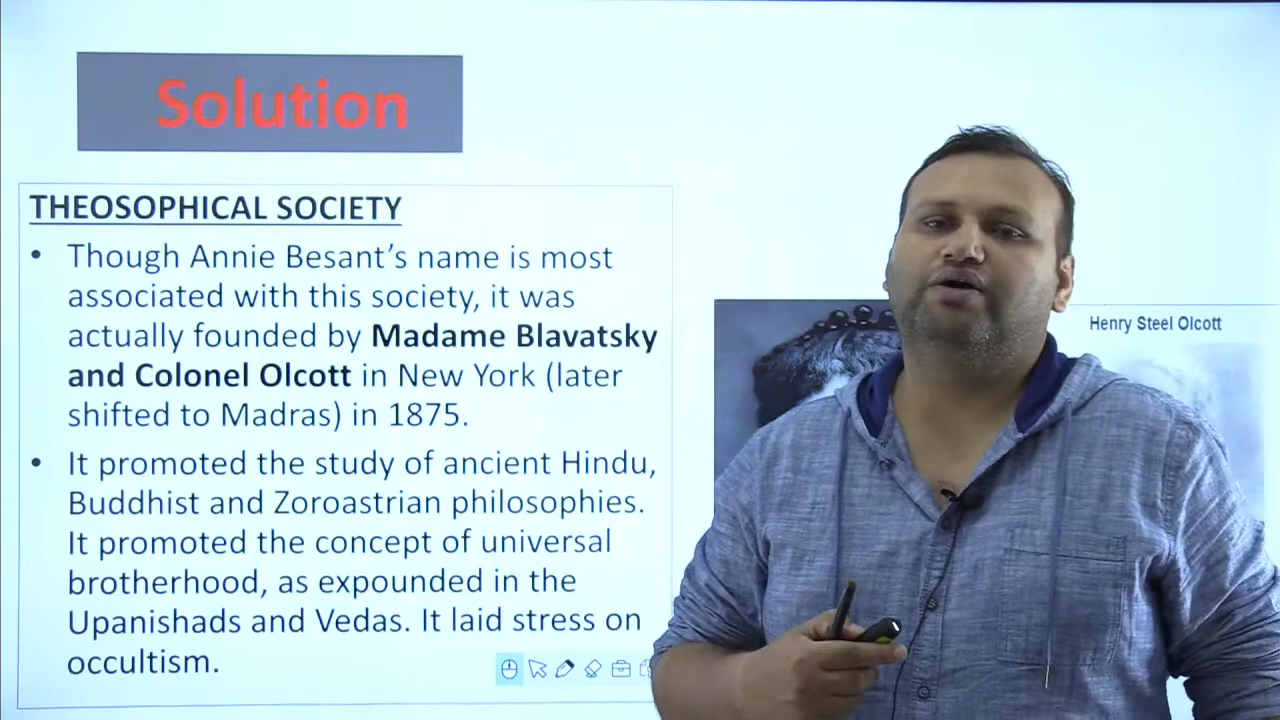 Solution
THEOSOPHICAL SOCIETY
• Though Annie Besant’s name is most
associated with this society, it was
actually founded by Madame Blavatsky
and Colonel Olcott in New York (later
shifted to Madras) in 1875.
• It promoted the study of ancient Hindu,
Buddhist and Zoroastrian philosophies.
It promoted the concept of universal
brotherhood, as expounded in the
Upanishads and Vedas. It laid stress on
occultism.
Henry Steel Olcott